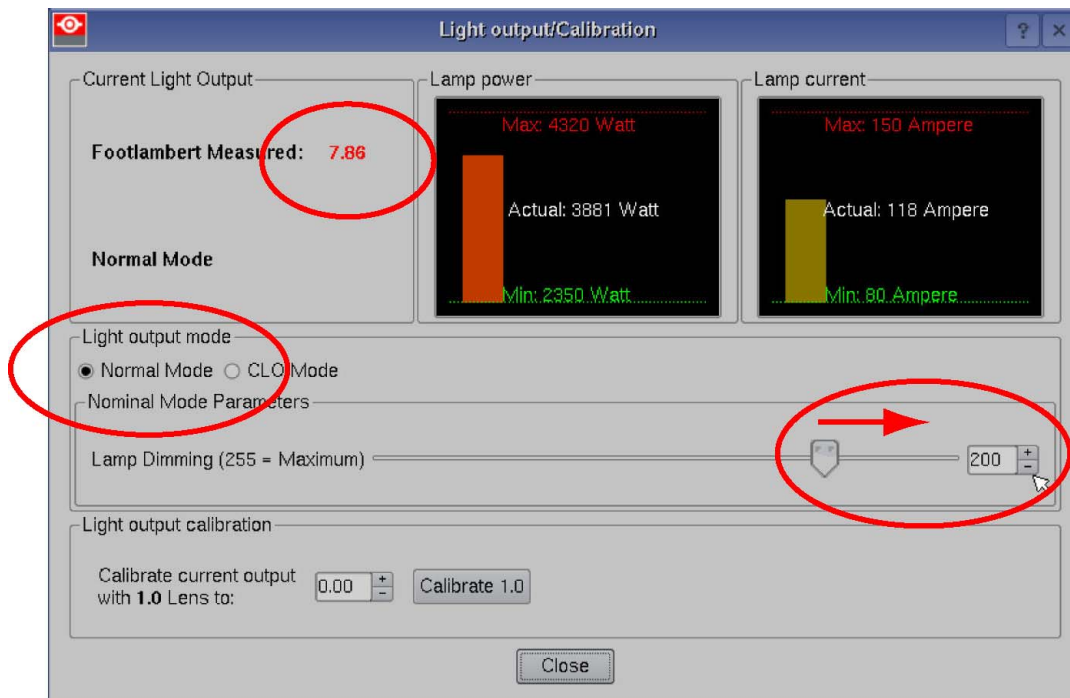 Light output/Calibration
? ×
Current Light Output
Footlambert Measured: 7.86
Normal Mode
Lamp power
Max: 4320 Watt
Actual: 3881 Watt
Min: 2350 Watt
Lamp current
Max: 150 Ampere
Actual: 118 Ampere
Min: 80 Ampere
Light output mode
Normal Mode CLO Mode
Nominal Mode Parameters
Lamp Dimming (255 = Maximum) 200 + −
Light output calibration
Calibrate current output
with 1.0 Lens to: 0.00 + − Calibrate 1.0
Close